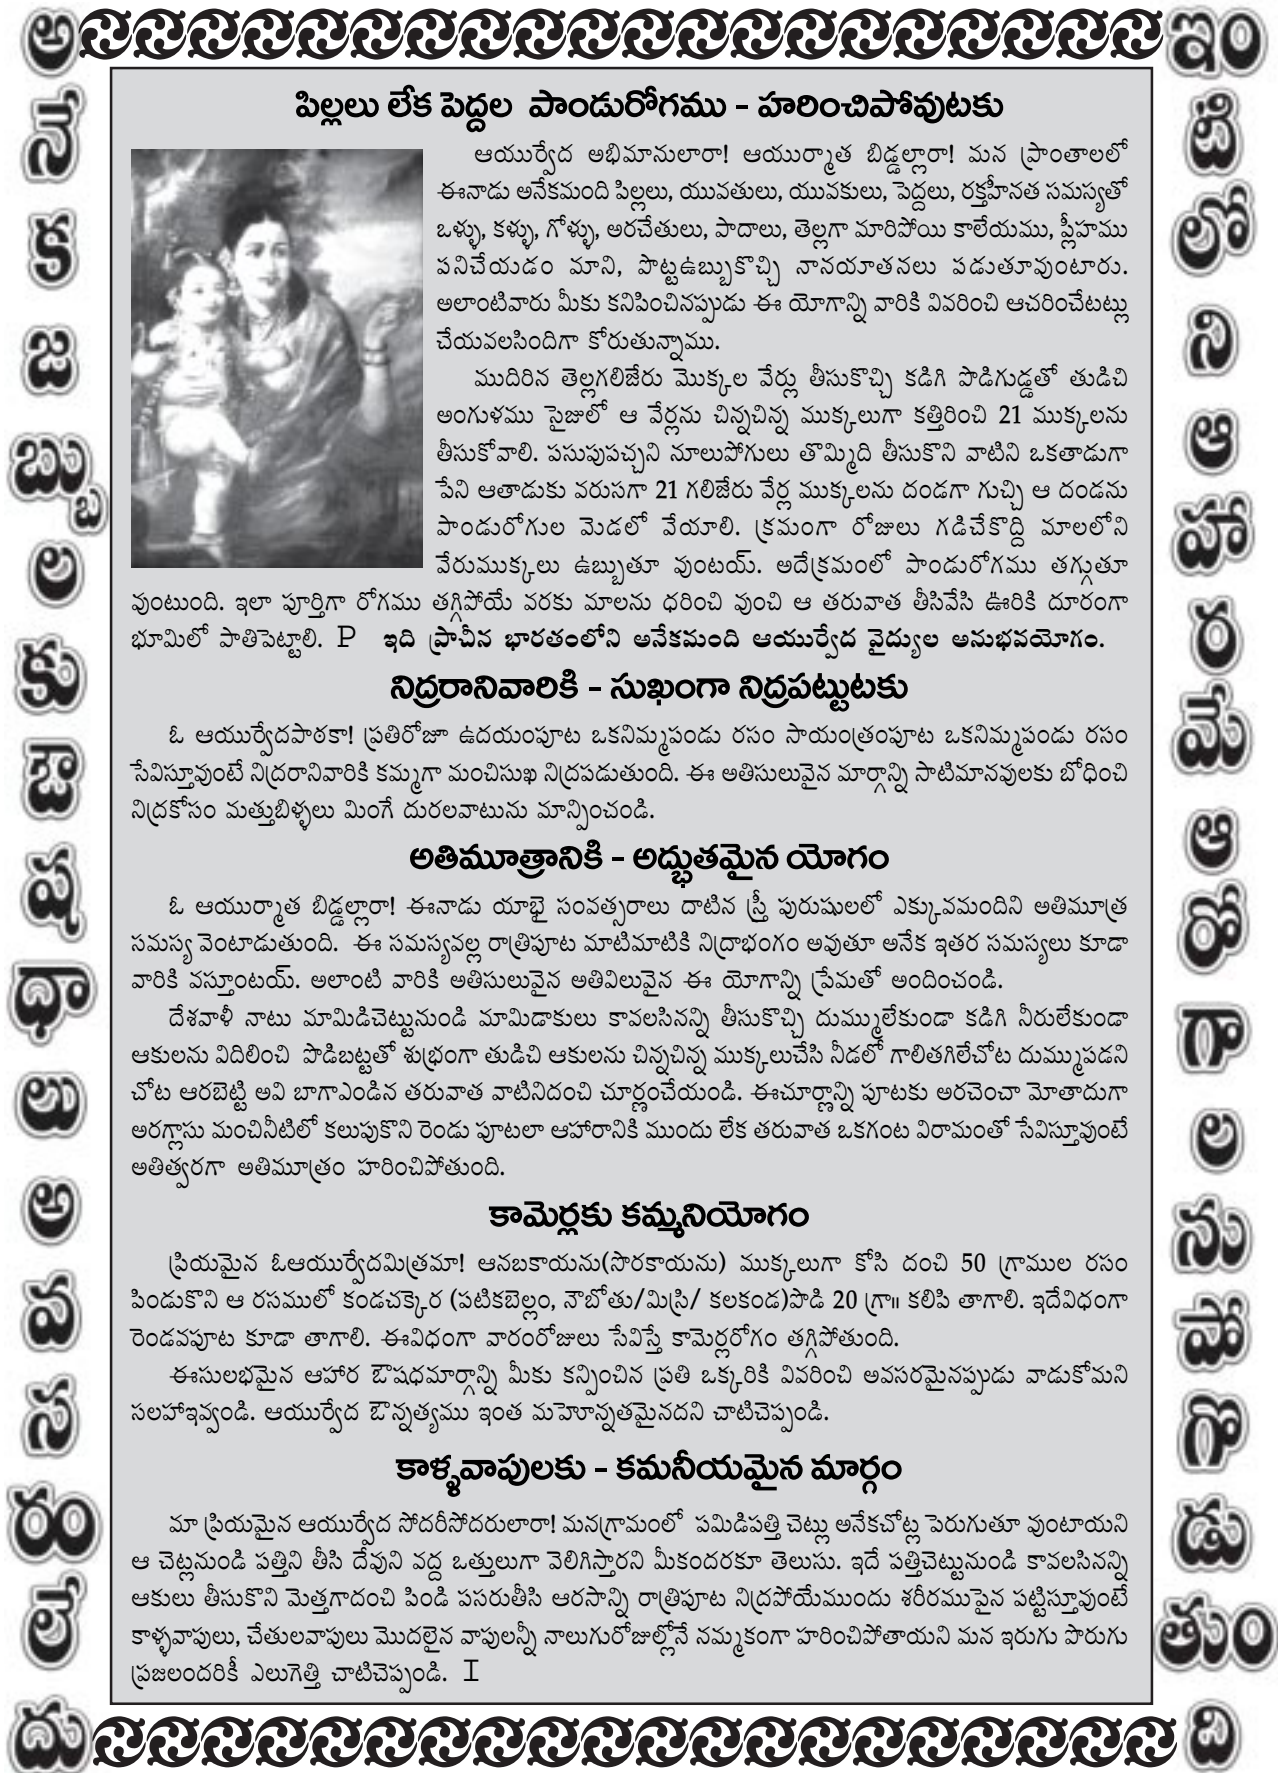 అనేక జబ్బులకు ఔషధాలు అవసరం లేదు
పిల్లలు లేక పెద్దల పాండురోగము - హరించిపోవుటకు
ఆయుర్వేద అభిమానులారా! ఆయుర్మాత బిడ్డల్లారా! మన ప్రాంతాలలో
ఈనాడు అనేకమంది పిల్లలు, యువతులు, యువకులు, పెద్దలు, రక్తహీనత సమస్యతో
ఒళ్ళు, కళ్ళు, గోళ్ళు, అరచేతులు, పాదాలు, తెల్లగా మారిపోయి కాలేయము, ప్లీహము
పనిచేయడం మాని, పొట్టఉబ్బుకొచ్చి నానయాతనలు పడుతూవుంటారు.
అలాంటివారు మీకు కనిపించినప్పుడు ఈ యోగాన్ని వారికి వివరించి ఆచరించేటట్లు
చేయవలసిందిగా కోరుతున్నాము.
ముదిరిన తెల్లగలిజేరు మొక్కల వేర్లు తీసుకొచ్చి కడిగి పొడిగుడ్డతో తుడిచి
అంగుళము సైజులో ఆ వేర్లను చిన్నచిన్న ముక్కలుగా కత్తిరించి 21 ముక్కలను
తీసుకోవాలి. పసుపుపచ్చని నూలుపోగులు తొమ్మిది తీసుకొని వాటిని ఒకతాడుగా
పేని ఆతాడుకు వరుసగా 21 గలిజేరు వేర్ల ముక్కలను దండగా గుచ్చి ఆ దండను
పాండురోగుల మెడలో వేయాలి. క్రమంగా రోజులు గడిచేకొద్ది మాలలోని
వేరుముక్కలు ఉబ్బుతూ వుంటయ్. అదేక్రమంలో పాండురోగము తగ్గుతూ
వుంటుంది. ఇలా పూర్తిగా రోగము తగ్గిపోయే వరకు మాలను ధరించి వుంచి ఆ తరువాత తీసివేసి ఊరికి దూరంగా
భూమిలో పాతిపెట్టాలి. P ఇది ప్రాచీన భారతంలోని అనేకమంది ఆయుర్వేద వైద్యుల అనుభవయోగం.
నిద్రరానివారికి - సుఖంగా నిద్రపట్టుటకు
ఓ ఆయుర్వేదపాఠకా! ప్రతిరోజూ ఉదయంపూట ఒకనిమ్మపండు రసం సాయంత్రంపూట ఒకనిమ్మపండు రసం
సేవిస్తూవుంటే నిద్రరానివారికి కమ్మగా మంచిసుఖ నిద్రపడుతుంది. ఈ అతిసులువైన మార్గాన్ని సాటిమానవులకు బోధించి
నిద్రకోసం మత్తుబిళ్ళలు మింగే దురలవాటును మాన్పించండి.
అతిమూత్రానికి - అద్భుతమైన యోగం
ఓ ఆయుర్మాత బిడ్డల్లారా! ఈనాడు యాభై సంవత్సరాలు దాటిన స్త్రీ పురుషులలో ఎక్కువమందిని అతిమూత్ర
సమస్య వెంటాడుతుంది. ఈ సమస్యవల్ల రాత్రిపూట మాటిమాటికి నిద్రాభంగం అవుతూ అనేక ఇతర సమస్యలు కూడా
వారికి వస్తూంటయ్. అలాంటి వారికి అతిసులువైన అతివిలువైన ఈ యోగాన్ని ప్రేమతో అందించండి.
దేశవాళీ నాటు మామిడిచెట్టునుండి మామిడాకులు కావలసినన్ని తీసుకొచ్చి దుమ్ములేకుండా కడిగి నీరులేకుండా
ఆకులను విదిలించి పొడిబట్టతో శుభ్రంగా తుడిచి ఆకులను చిన్నచిన్న ముక్కలుచేసి నీడలో గాలితగిలేచోట దుమ్ముపడని
చోట ఆరబెట్టి అవి బాగాఎండిన తరువాత వాటినిదంచి చూర్ణంచేయండి. ఈచూర్ణాన్ని పూటకు అరచెంచా మోతాదుగా
అరగ్లాసు మంచినీటిలో కలుపుకొని రెండు పూటలా ఆహారానికి ముందు లేక తరువాత ఒకగంట విరామంతో సేవిస్తూవుంటే
అతిత్వరగా అతిమూత్రం హరించిపోతుంది.
కామెర్లకు కమ్మనియోగం
ప్రియమైన ఓఆయుర్వేదమిత్రమా! ఆనబకాయను(సొరకాయను) ముక్కలుగా కోసి దంచి 50 గ్రాముల రసం
పిండుకొని ఆ రసములో కండచక్కెర (పటికబెల్లం, నౌబోతు/మిస్రి/ కలకండ)పొడి 20 గ్రా॥ కలిపి తాగాలి. ఇదేవిధంగా
రెండవపూట కూడా తాగాలి. ఈవిధంగా వారంరోజులు సేవిస్తే కామెర్లరోగం తగ్గిపోతుంది.
ఈసులభమైన ఆహార ఔషధమార్గాన్ని మీకు కన్పించిన ప్రతి ఒక్కరికి వివరించి అవసరమైనప్పుడు వాడుకోమని
సలహాఇవ్వండి. ఆయుర్వేద ఔన్నత్యము ఇంత మహెూన్నతమైనదని చాటిచెప్పండి.
కాళ్ళవాపులకు - కమనీయమైన మార్గం
మా ప్రియమైన ఆయుర్వేద సోదరీసోదరులారా! మనగ్రామంలో పమిడిపత్తి చెట్లు అనేకచోట్ల పెరుగుతూ వుంటాయని
ఆ చెట్లనుండి పత్తిని తీసి దేవుని వద్ద ఒత్తులుగా వెలిగిస్తారని మీకందరకూ తెలుసు. ఇదే పత్తిచెట్టునుండి కావలసినన్ని
ఆకులు తీసుకొని మెత్తగాదంచి పిండి పసరుతీసి ఆరసాన్ని రాత్రిపూట నిద్రపోయేముందు శరీరముపైన పట్టిస్తూవుంటే
కాళ్ళవాపులు, చేతులవాపులు మొదలైన వాపులన్నీ నాలుగురోజుల్లోనే నమ్మకంగా హరించిపోతాయని మన ఇరుగు పొరుగు
ప్రజలందరికీ ఎలుగెత్తి చాటిచెప్పండి. I
ఇంటిలోని ఆహారమే ఆరోగాలను పోగొడుతుంది